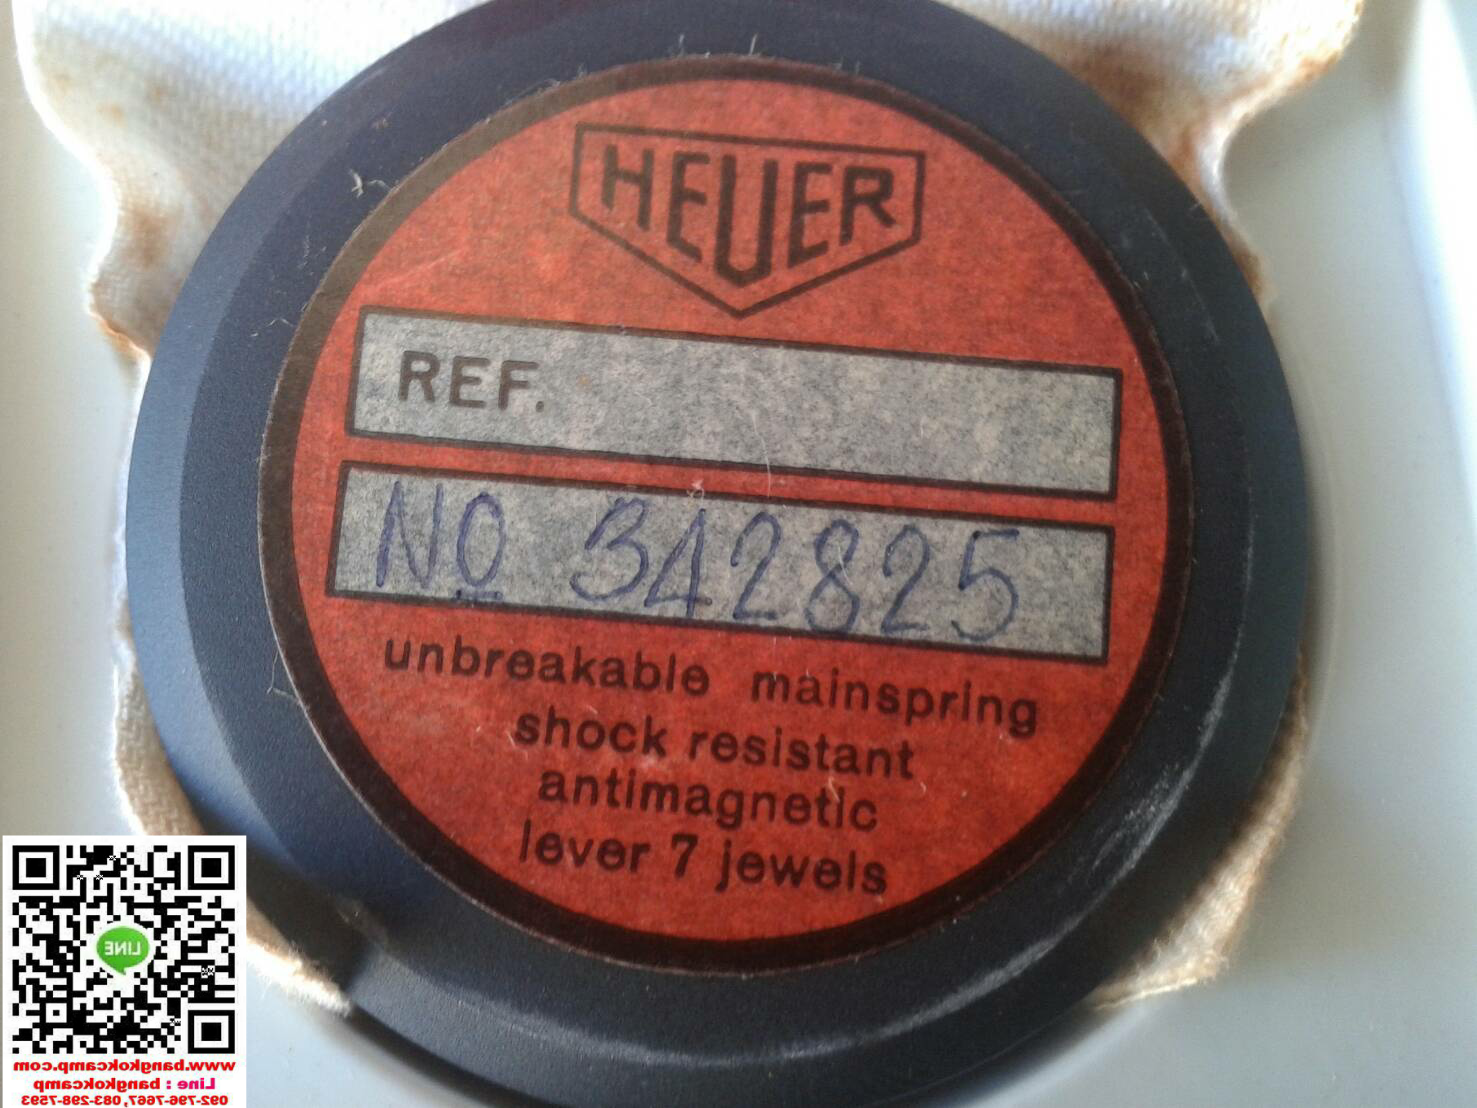 HEUER
REF.
No 342825
unbreakable mainspring
shock resistant
antimagnetic
lever 7 jewels
LINE
www.bangkokcamp.com
Line : bangkokcamp
092-796-7667, 083-298-7593